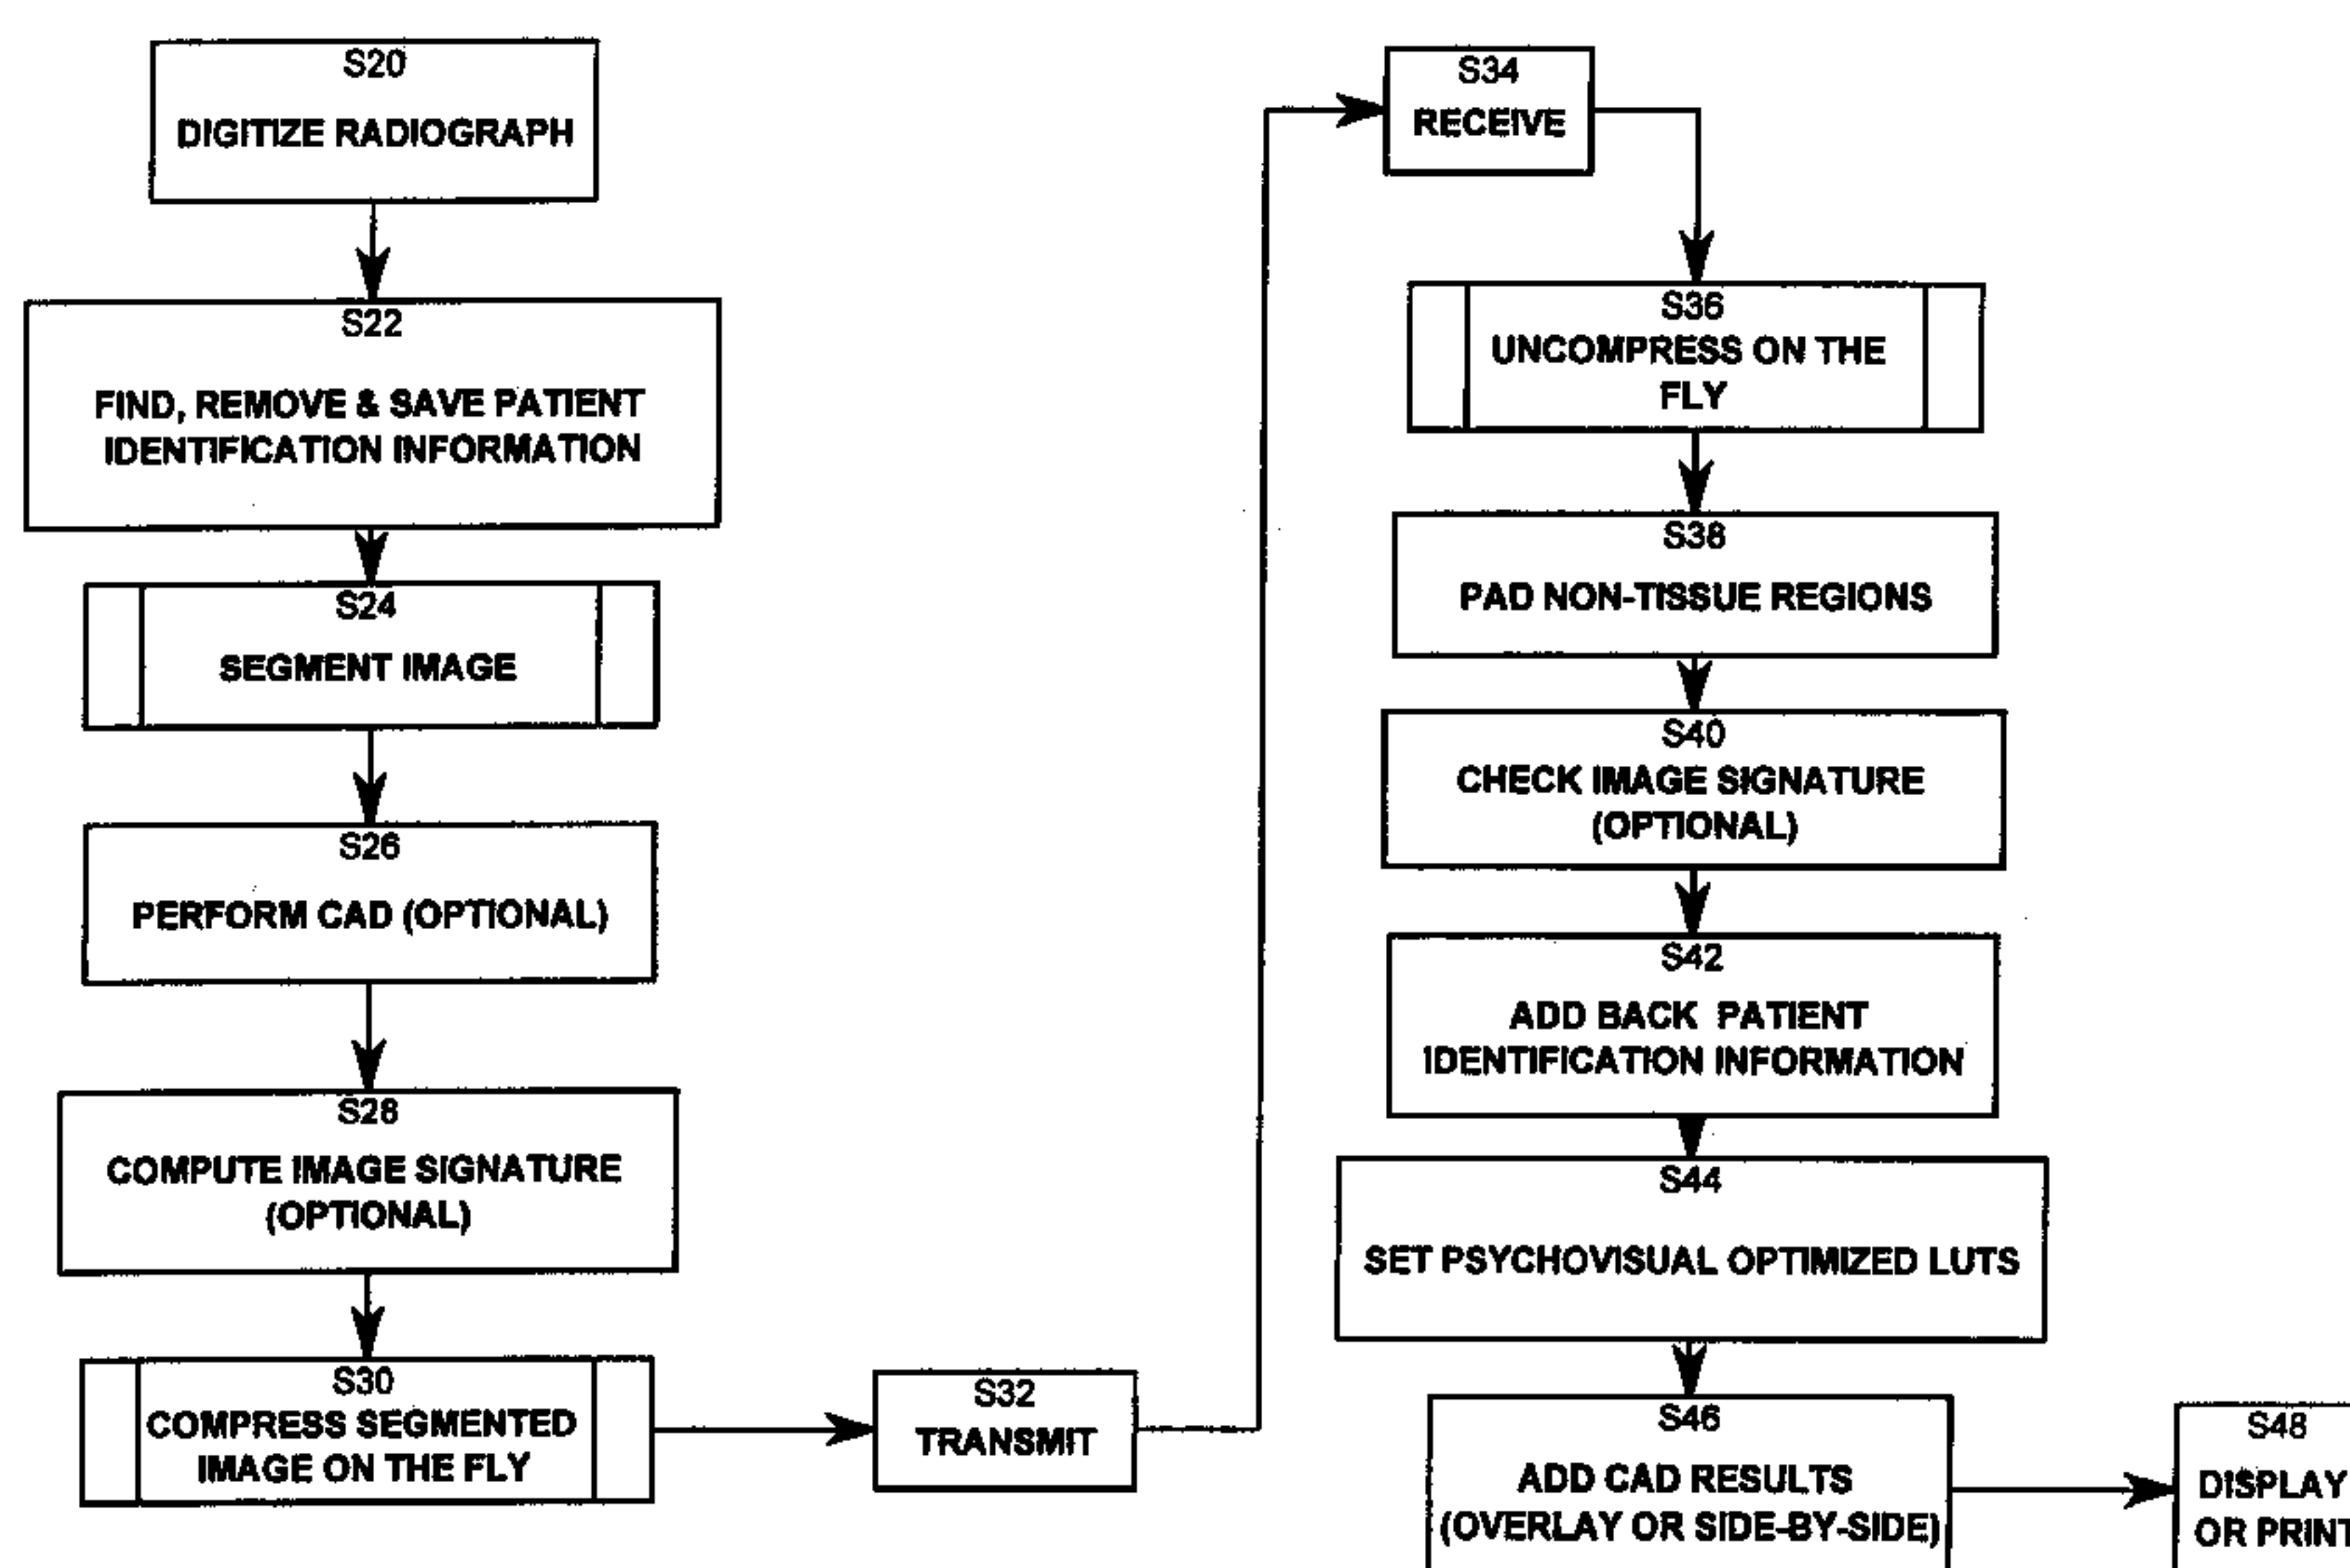 S20
DIGITIZE RADIOGRAPH
S22
FIND, REMOVE & SAVE PATIENT
IDENTIFICATION INFORMATION
S24
SEGMENT IMAGE
S26
PERFORM CAD (OPTIONAL)
S28
COMPUTE IMAGE SIGNATURE
(OPTIONAL)
S30
COMPRESS SEGMENTED
IMAGE ON THE FLY
S32
TRANSMIT
S34
RECEIVE
S36
UNCOMPRESS ON THE
FLY
S38
PAD NON-TISSUE REGIONS
S40
CHECK IMAGE SIGNATURE
(OPTIONAL)
S42
ADD BACK PATIENT
IDENTIFICATION INFORMATION
S44
SET PSYCHOVISUAL OPTIMIZED LUTS
S46
ADD CAD RESULTS
(OVERLAY OR SIDE-BY-SIDE)
S48
DISPLAY
OR PRINT